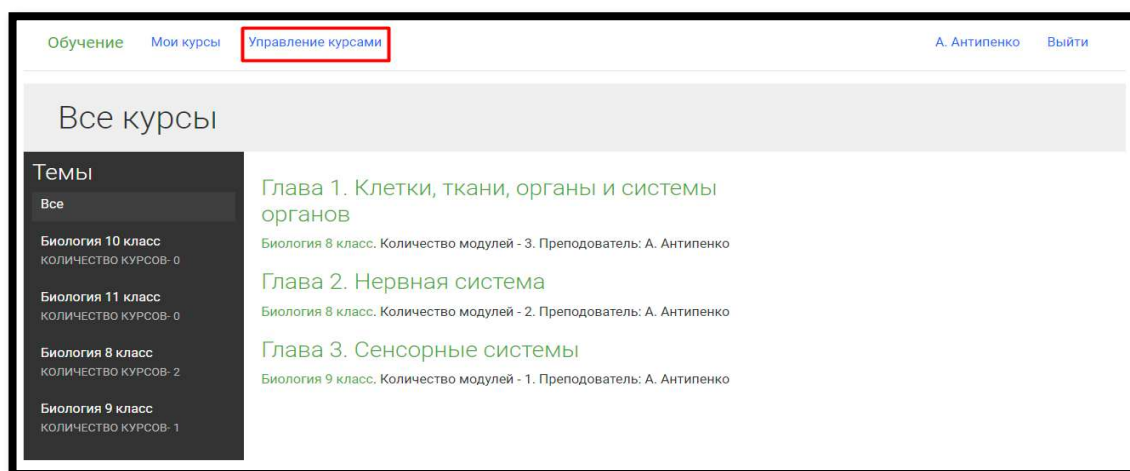 Обучение Мои курсы Управление курсами А. Антипенко Выйти
Все курсы
Темы
Все
Биология 10 класс
КОЛИЧЕСТВО КУРСОВ- 0
Биология 11 класс
КОЛИЧЕСТВО КУРСОВ- 0
Биология 8 класс
КОЛИЧЕСТВО КУРСОВ- 2
Биология 9 класс
КОЛИЧЕСТВО КУРСОВ- 1
Глава 1. Клетки, ткани, органы и системы
органов
Биология 8 класс. Количество модулей - 3. Преподователь: А. Антипенко
Глава 2. Нервная система
Биология 8 класс. Количество модулей - 2. Преподователь: А. Антипенко
Глава 3. Сенсорные системы
Биология 9 класс. Количество модулей - 1. Преподователь: А. Антипенко